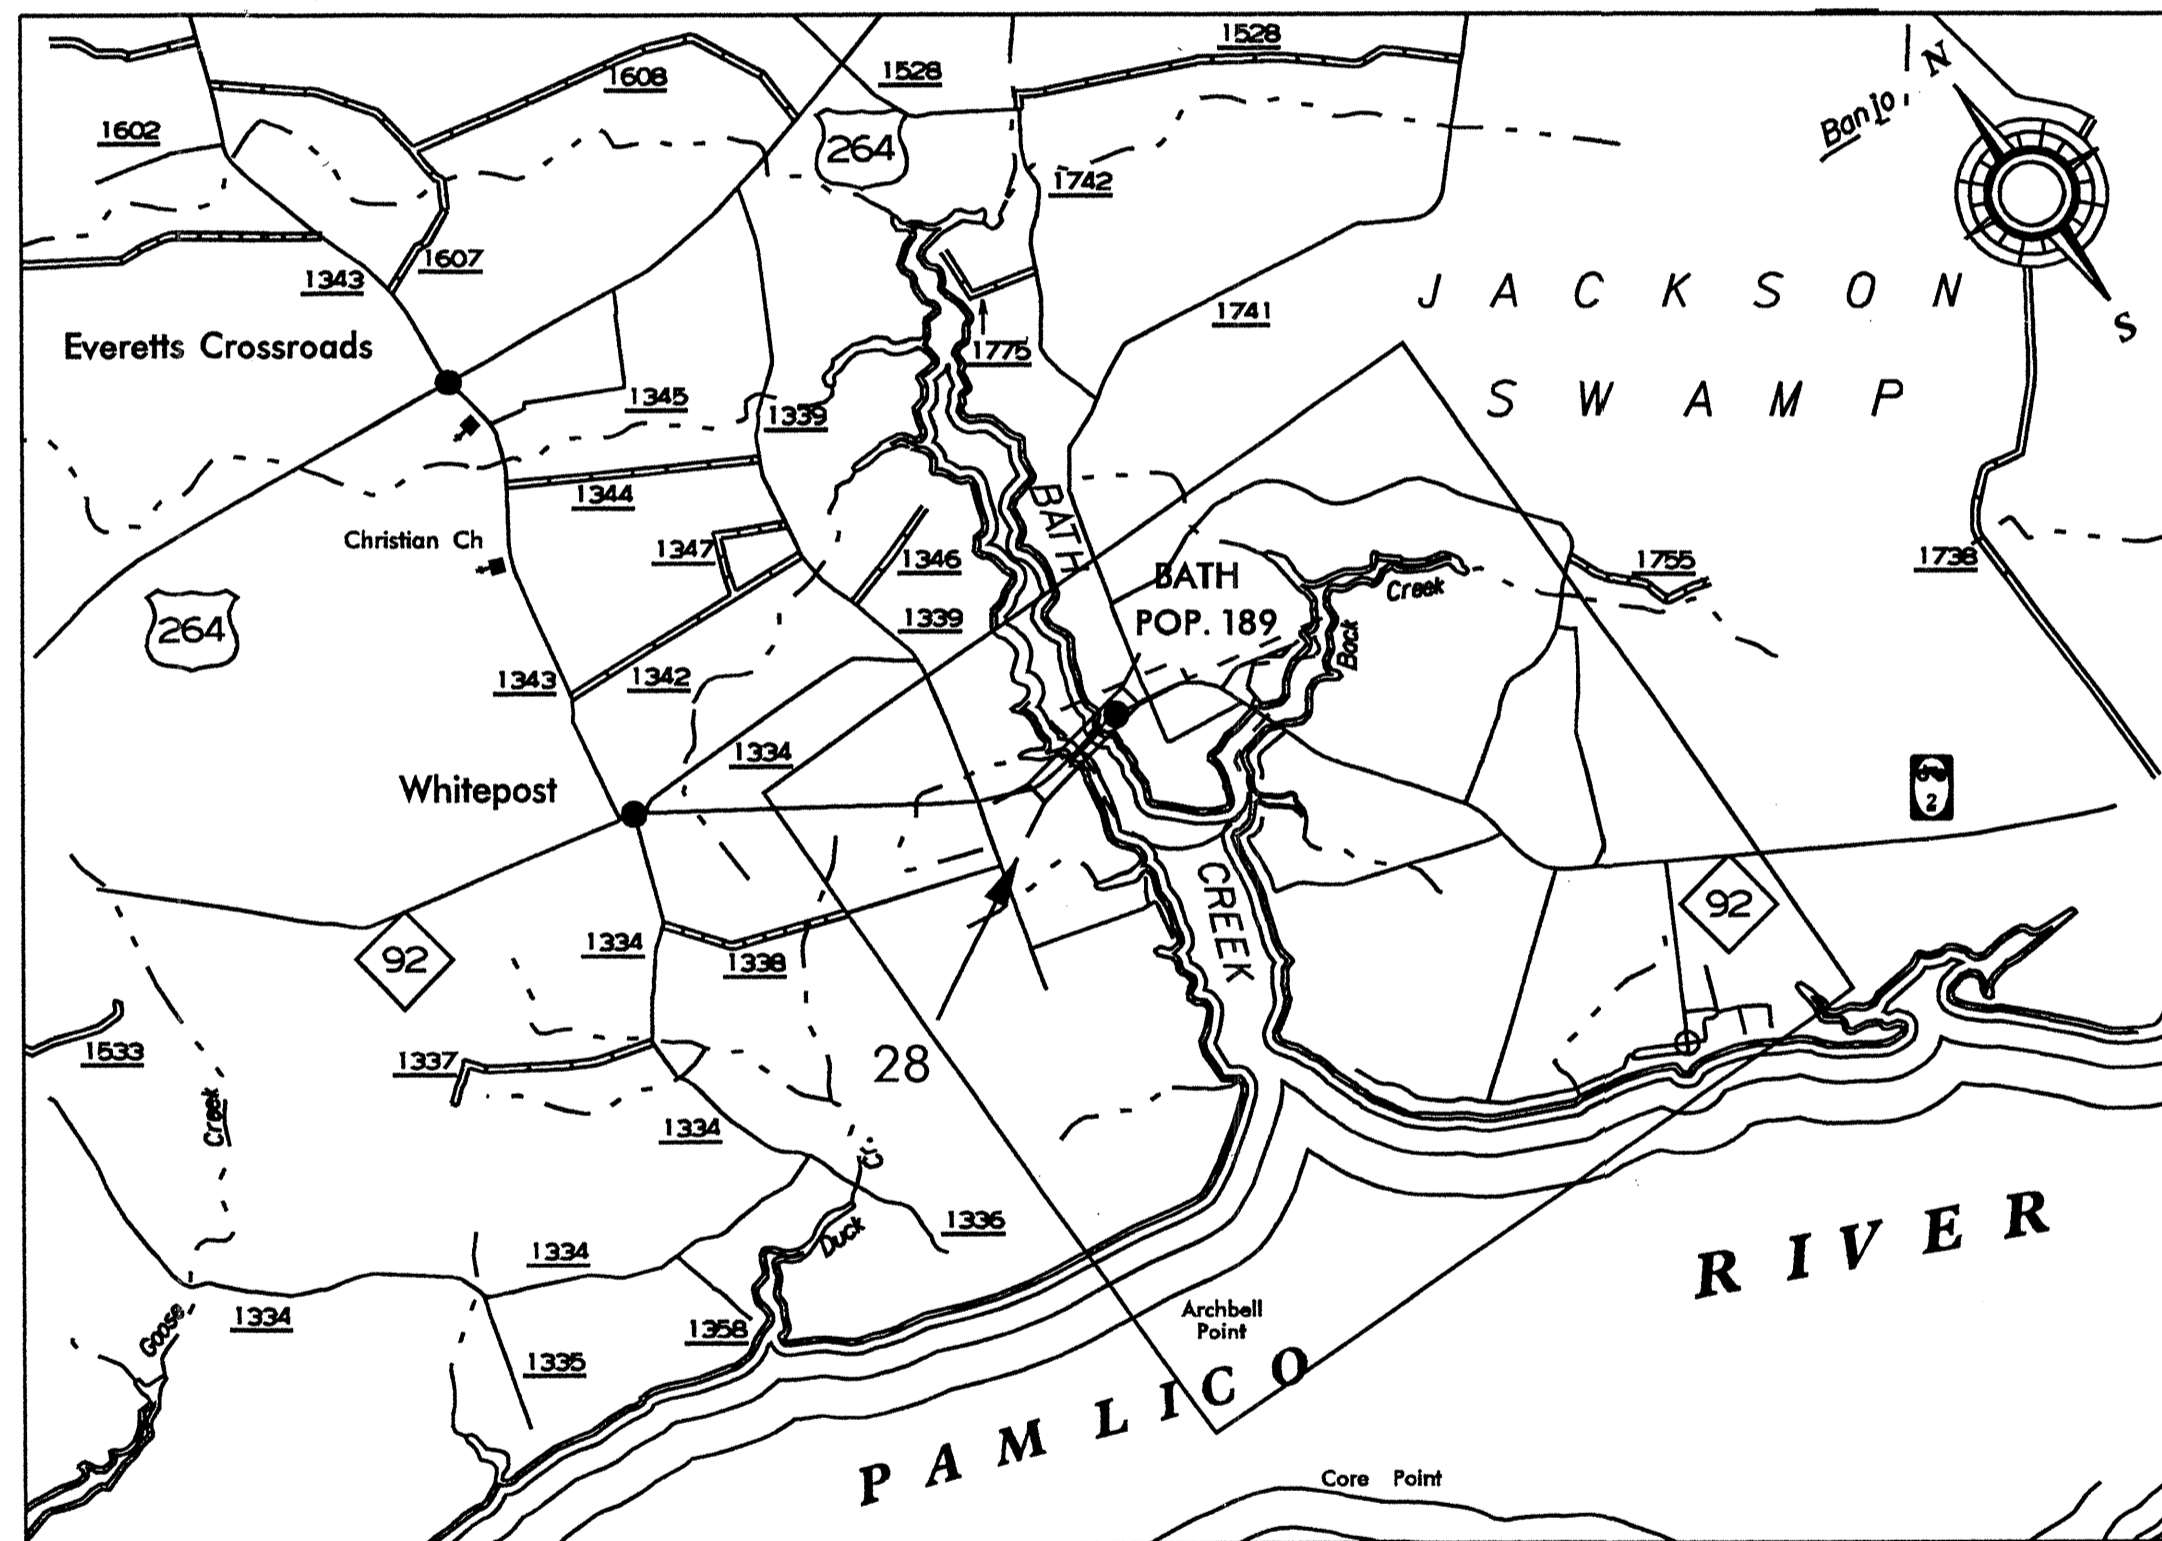 1528
1608
1528
N
Banjo
1602
264
1742
1607
1343
J A C K S O N
1741
S
Everetts Crossroads
1775
1345
S W A M P
1339
1344
BATH
Christian Ch
1347
1346
1755
1738
BATH
Creek
264
1339
POP. 189
Back
1343
1342
1334
Whitepost
2
92
92
1334
1338
CREEK
1533
1337
28
Creek
1334
Cr.
1336
Duck
R I V E R
1334
1334
Goose
1358
1335
Archbell
Point
P A M L I C O
Core Point